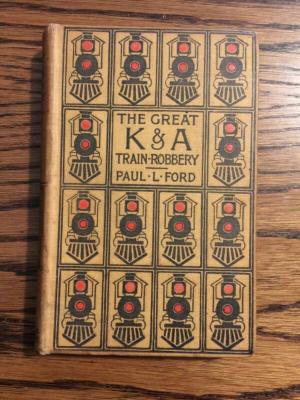 THE GREAT
K & A
TRAIN-ROBBERY
PAUL·L·FORD